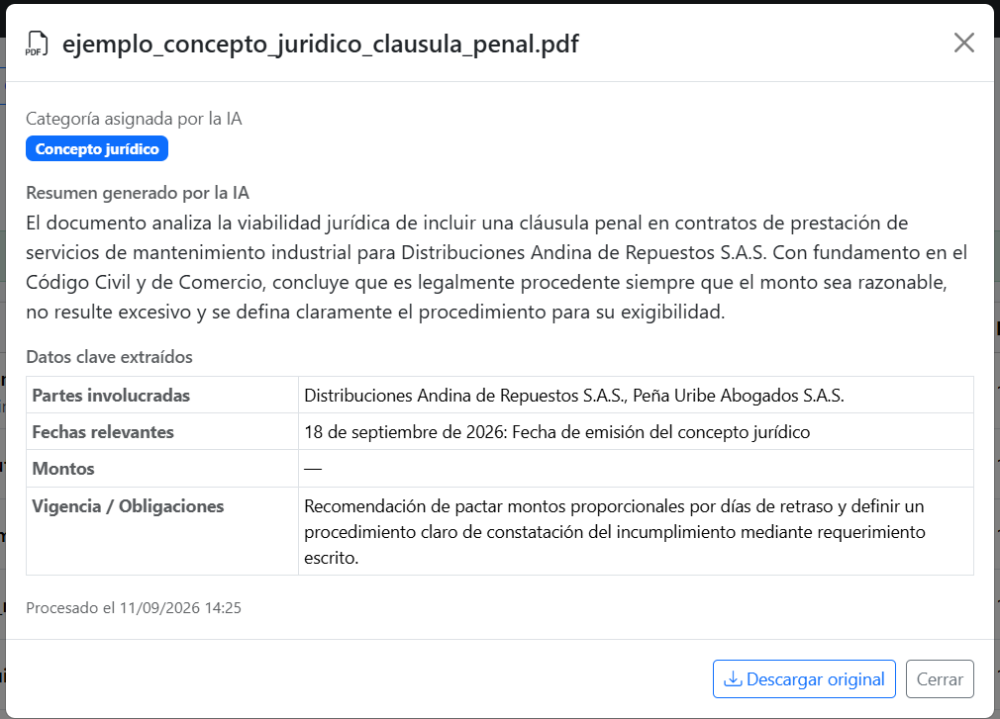 PDF
ejemplo_concepto_juridico_clausula_penal.pdf
Categoría asignada por la IA
Concepto jurídico
Resumen generado por la IA
El documento analiza la viabilidad jurídica de incluir una cláusula penal en contratos de prestación de
servicios de mantenimiento industrial para Distribuciones Andina de Repuestos S.A.S. Con fundamento en el
Código Civil y de Comercio, concluye que es legalmente procedente siempre que el monto sea razonable,
no resulte excesivo y se defina claramente el procedimiento para su exigibilidad.
Datos clave extraídos
Partes involucradas
Distribuciones Andina de Repuestos S.A.S., Peña Uribe Abogados S.A.S.
Fechas relevantes
18 de septiembre de 2026: Fecha de emisión del concepto jurídico
Montos
—
Vigencia / Obligaciones
Recomendación de pactar montos proporcionales por días de retraso y definir un
procedimiento claro de constatación del incumplimiento mediante requerimiento
escrito.
Procesado el 11/09/2026 14:25
Descargar original
Cerrar